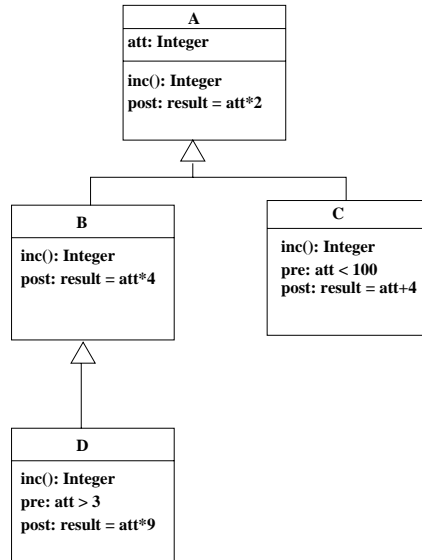 A
att: Integer
inc(): Integer
post: result = att*2
B
inc(): Integer
post: result = att*4
C
inc(): Integer
pre: att < 100
post: result = att+4
D
inc(): Integer
pre: att > 3
post: result = att*9